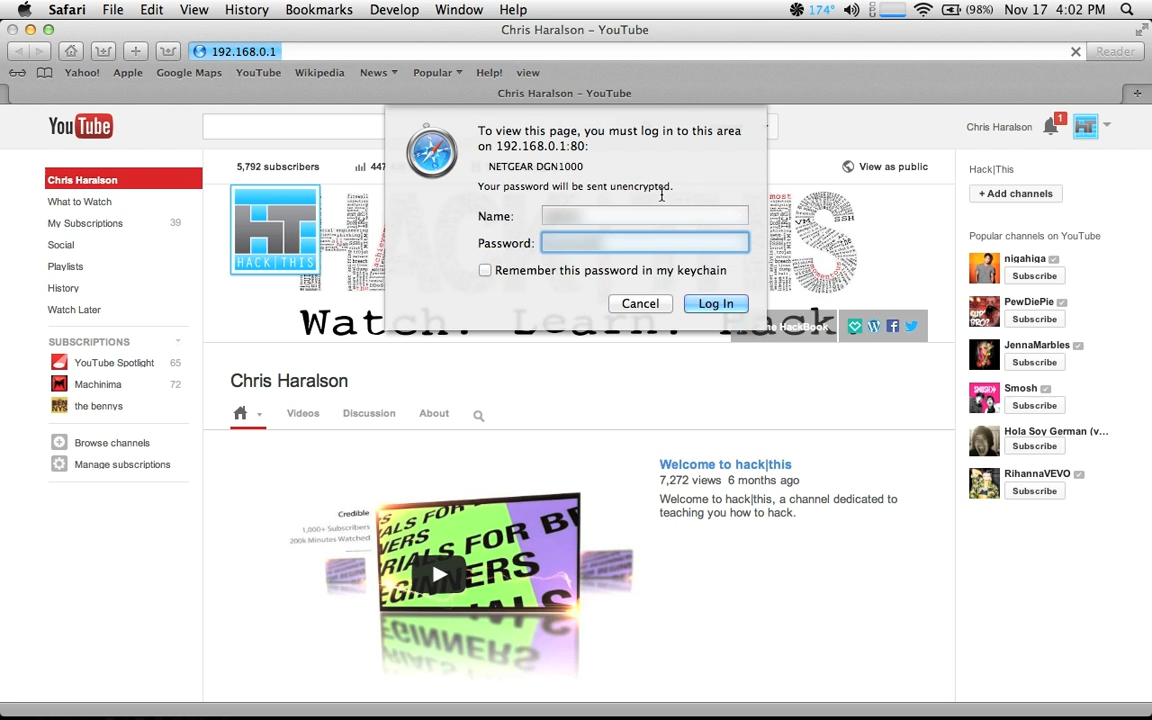 Safari File Edit View History Bookmarks Develop Window Help 174° (98%) Nov 17 4:02 PM
Chris Haralson – YouTube
192.168.0.1 Reader
Yahoo! Apple Google Maps YouTube Wikipedia News Popular Help! view
Chris Haralson – YouTube
YouTube
Chris Haralson 1
Chris Haralson
What to Watch
My Subscriptions 39
Social
Playlists
History
Watch Later
SUBSCRIPTIONS
YouTube Spotlight 65
Machinima 72
the bennys
Browse channels
Manage subscriptions
5,792 subscribers 447
View as public
To view this page, you must log in to this area
on 192.168.0.1:80:
NETGEAR DGN1000
Your password will be sent unencrypted.
Name:
Password:
Remember this password in my keychain
Cancel Log In
HT
HACK|THIS
Watch. Learn. Hack.
HackBook
Chris Haralson
Videos Discussion About
Credible
1,000+ Subscribers
200k Minutes Watched
Welcome to hack|this
7,272 views 6 months ago
Welcome to hack|this, a channel dedicated to
teaching you how to hack.
Hack|This
+ Add channels
Popular channels on YouTube
nigahiga
Subscribe
PewDiePie
Subscribe
JennaMarbles
Subscribe
Smosh
Subscribe
Hola Soy German (v...
Subscribe
RihannaVEVO
Subscribe